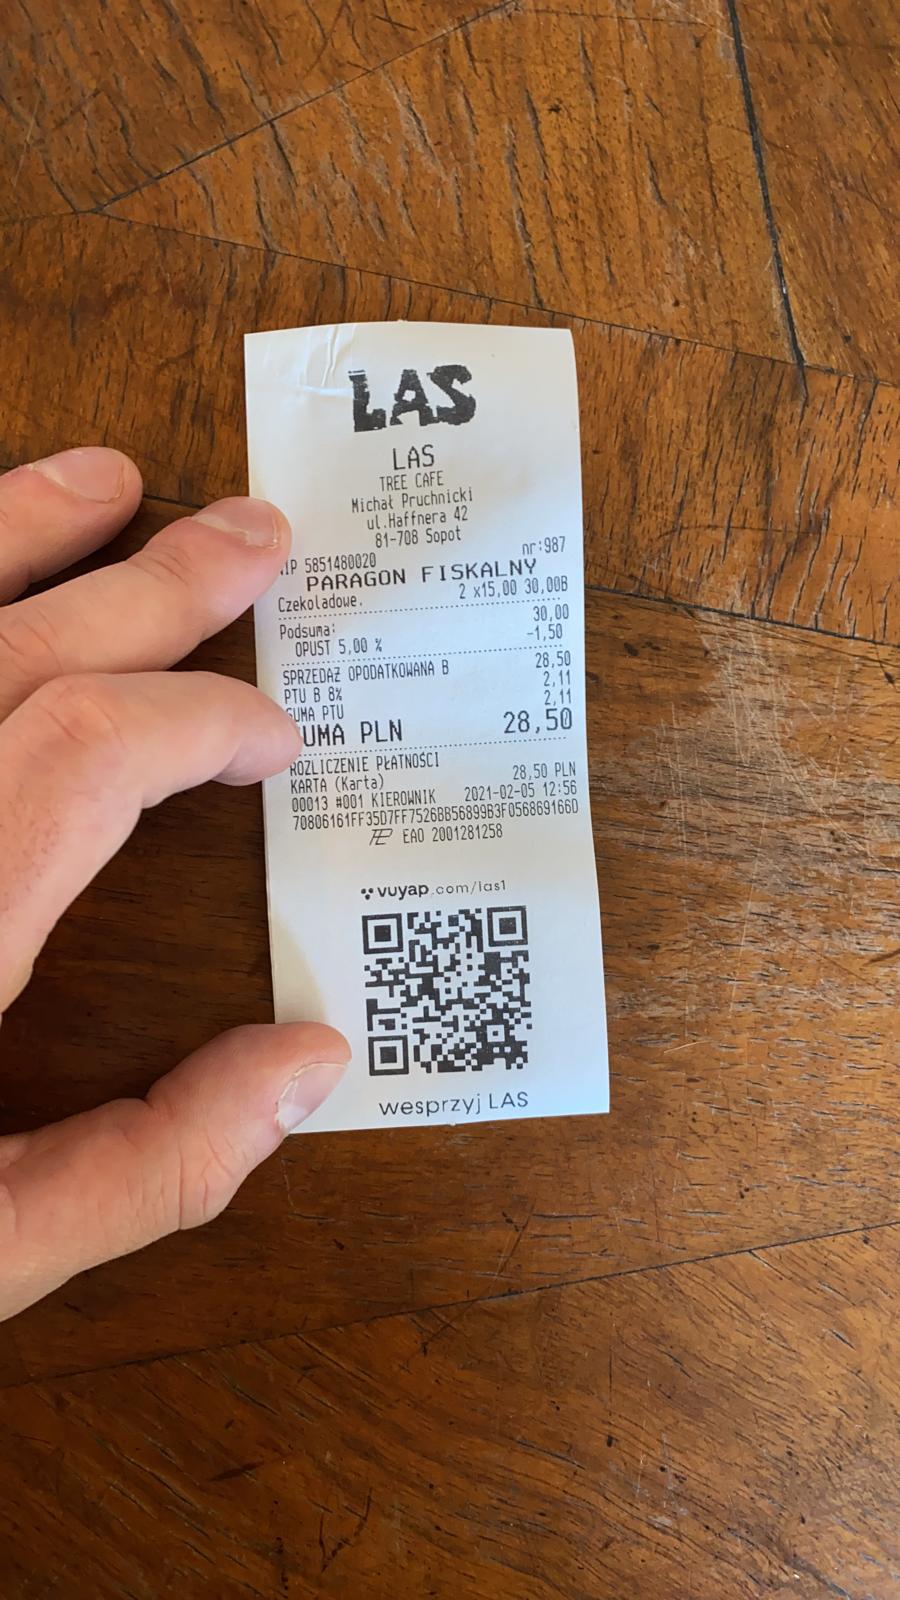 LAS
LAS
TREE CAFE
Michał Pruchnicki
ul.Haffnera 42
81-708 Sopot
NIP 5851480020 nr:987
PARAGON FISKALNY
Czekoladowe. 2 x15,00 30,00B
Podsuma: 30,00
OPUST 5,00 % -1,50
SPRZEDAŻ OPODATKOWANA B 28,50
PTU B 8% 2,11
SUMA PTU 2,11
SUMA PLN 28,50
ROZLICZENIE PŁATNOŚCI
KARTA (Karta) 28,50 PLN
00013 #001 KIEROWNIK 2021-02-05 12:56
70806161FF35D7FF7526BB56899B3F056869166D
EAO 2001281258
vuyap.com/las1
wesprzyj LAS